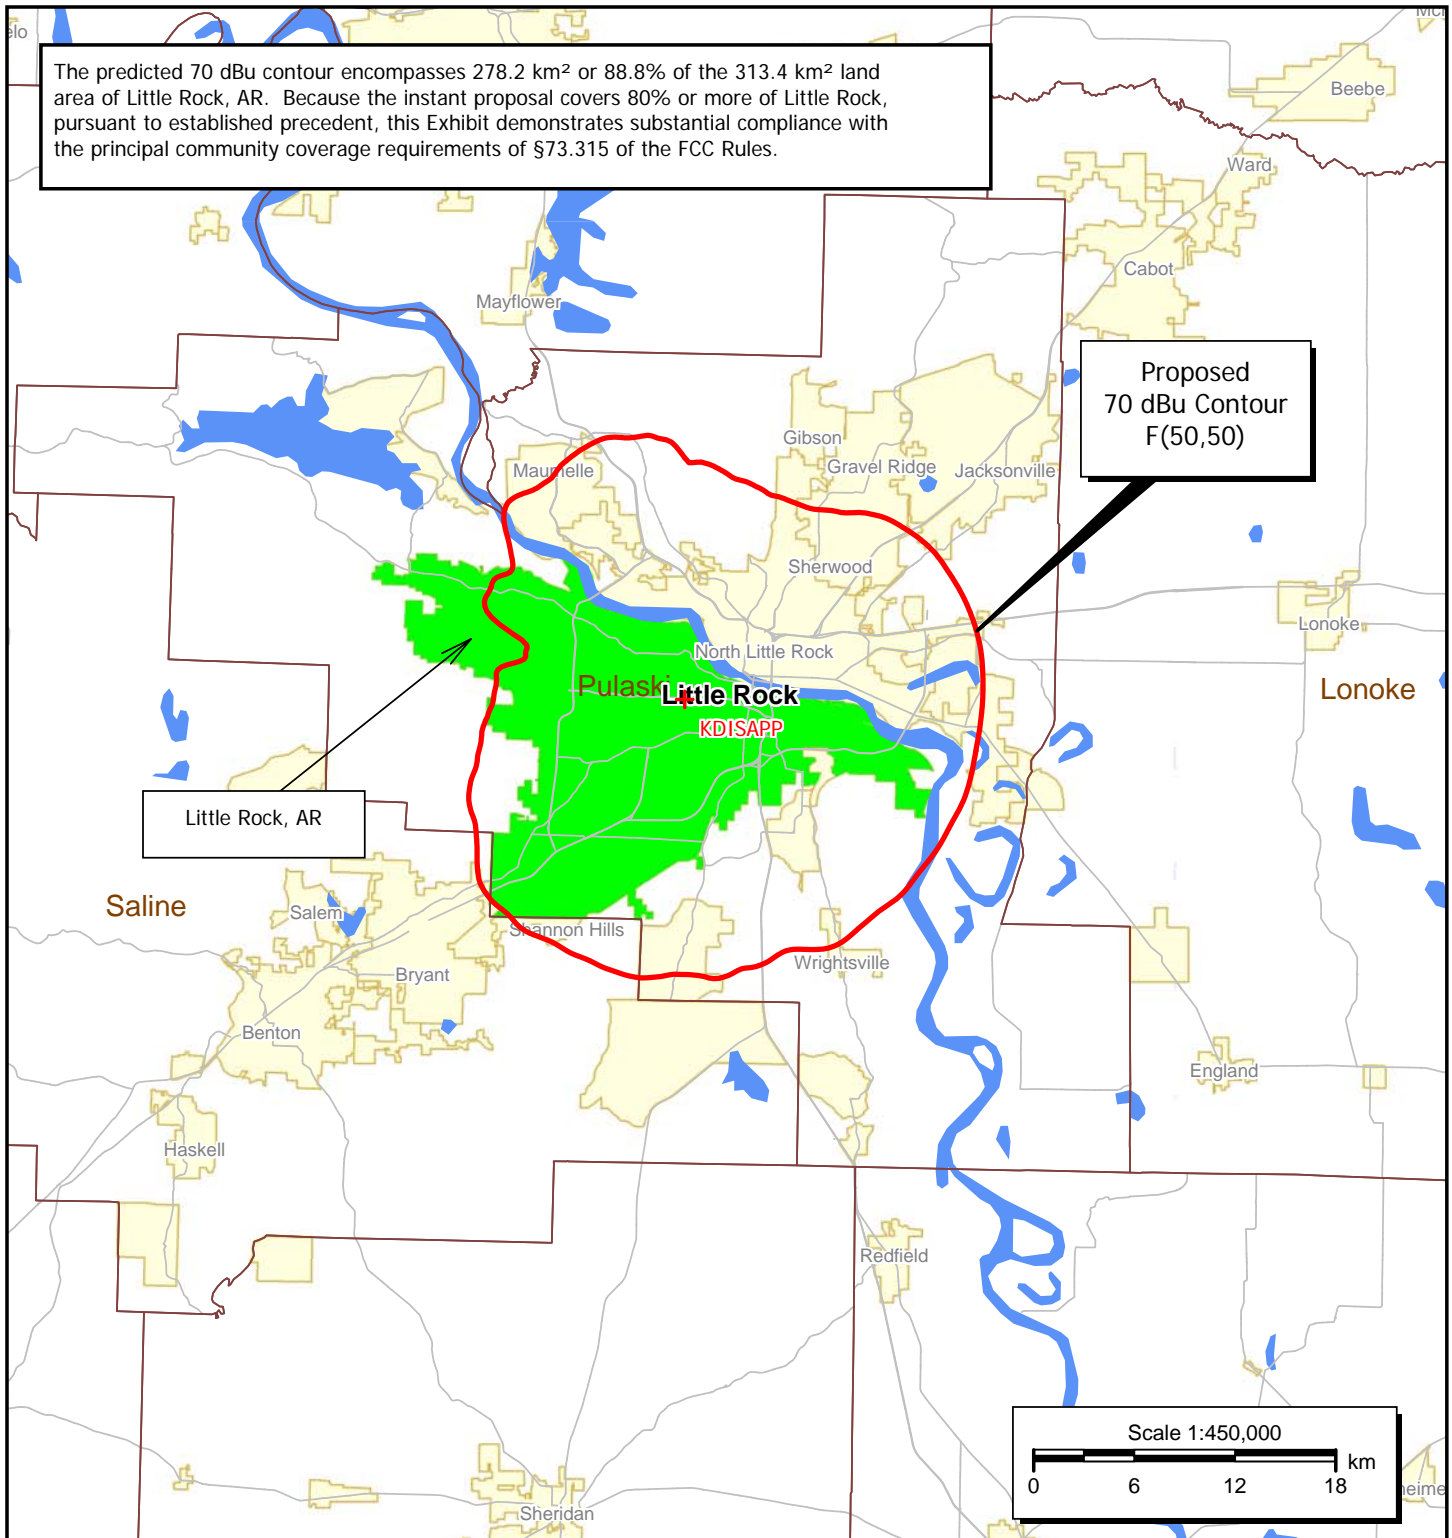 The predicted 70 dBu contour encompasses 278.2 km² or 88.8% of the 313.4 km² land
area of Little Rock, AR.  Because the instant proposal covers 80% or more of Little Rock,
pursuant to established precedent, this Exhibit demonstrates substantial compliance with
the principal community coverage requirements of §73.315 of the FCC Rules.
Beebe
Ward
Cabot
Mayflower
Proposed
70 dBu Contour
F(50,50)
Gibson
Maumelle
Gravel Ridge
Jacksonville
Sherwood
Lonoke
North Little Rock
Pulaski
Little Rock
Lonoke
KDISAPP
Little Rock, AR
Saline
Salem
Shannon Hills
Wrightsville
Bryant
Benton
England
Haskell
Redfield
Scale 1:450,000
km
0 6 12 18
Sheridan